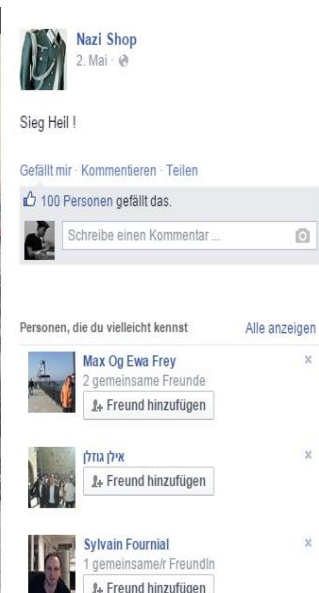 Nazi Shop
2. Mai ·
Sieg Heil !
Gefällt mir · Kommentieren · Teilen
100 Personen gefällt das.
Schreibe einen Kommentar ...
Personen, die du vielleicht kennst Alle anzeigen
Max Og Ewa Frey
2 gemeinsame Freunde
Freund hinzufügen
אילן גוזלן
Freund hinzufügen
Sylvain Fournial
1 gemeinsame/r FreundIn
Freund hinzufügen